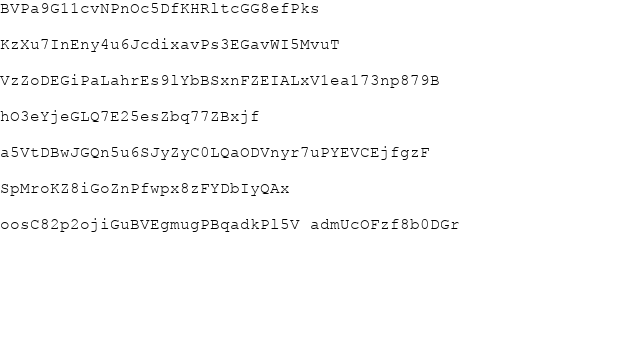 BVPa9G11cvNPnOc5DfKHRltcGG8efPks
KzXu7InEny4u6JcdixavPs3EGavWI5MvuT
VzZoDEGiPaLahrEs9lYbBSxnFZEIALxV1ea173np879B
hO3eYjeGLQ7E25esZbq77ZBxjf
a5VtDBwJGQn5u6SJyZyC0LQaODVnyr7uPYEVCEjfgzF
SpMroKZ8iGoZnPfwpx8zFYDbIyQAx
oosC82p2ojiGuBVEgmugPBqadkPl5V admUcOFzf8b0DGr